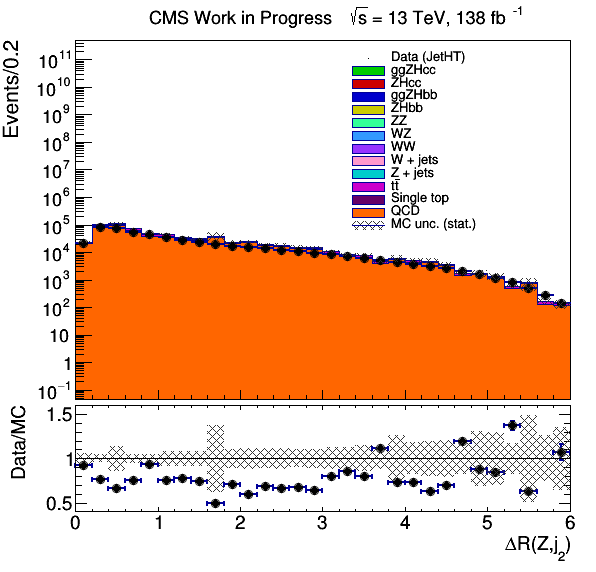 CMS Work in Progress √s = 13 TeV, 138 fb⁻¹
Events/0.2
10¹¹
10¹⁰
10⁹
10⁸
10⁷
10⁶
10⁵
10⁴
10³
10²
10
1
10⁻¹
Data (JetHT)
ggZHcc
ZHcc
ggZHbb
ZHbb
ZZ
WZ
WW
W + jets
Z + jets
tt̄
Single top
QCD
MC unc. (stat.)
Data/MC
1.5
1
0.5
0 1 2 3 4 5 6
ΔR(Z,j₂)